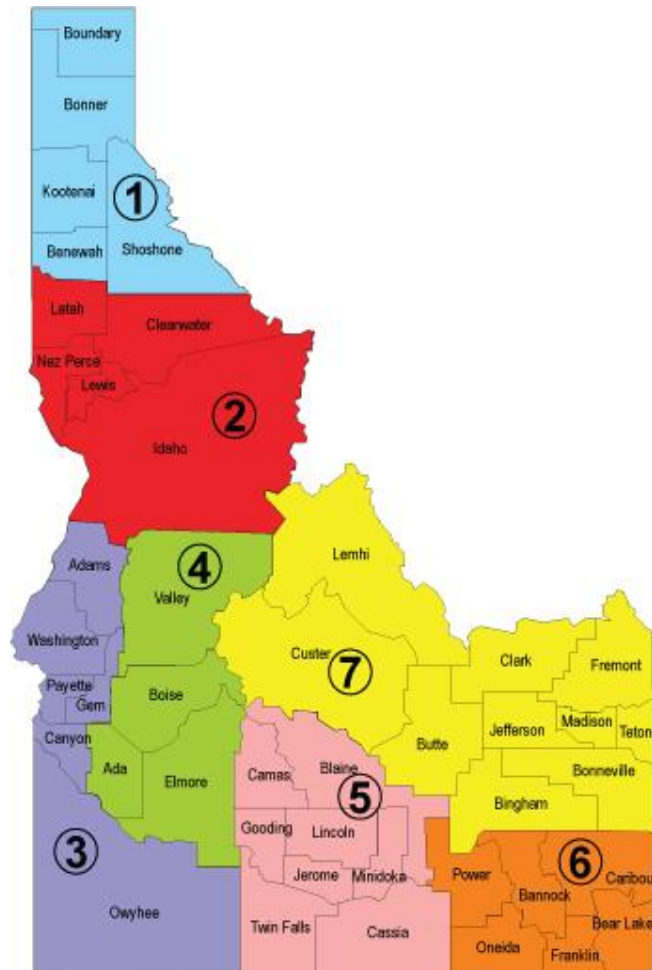 Boundary
Bonner
Kootenai
1
Benewah
Shoshone
Latah
Clearwater
Nez Perce
Lewis
2
Idaho
Lemhi
Adams
4
Valley
Washington
Custer
Clark
Fremont
7
Payette
Boise
Gem
Canyon
Butte
Jefferson
Madison
Teton
Ada
Elmore
Camas
Blaine
Bonneville
5
Bingham
Gooding
Lincoln
3
6
Jerome
Minidoka
Power
Caribou
Bannock
Owyhee
Twin Falls
Cassia
Bear Lake
Oneida
Franklin